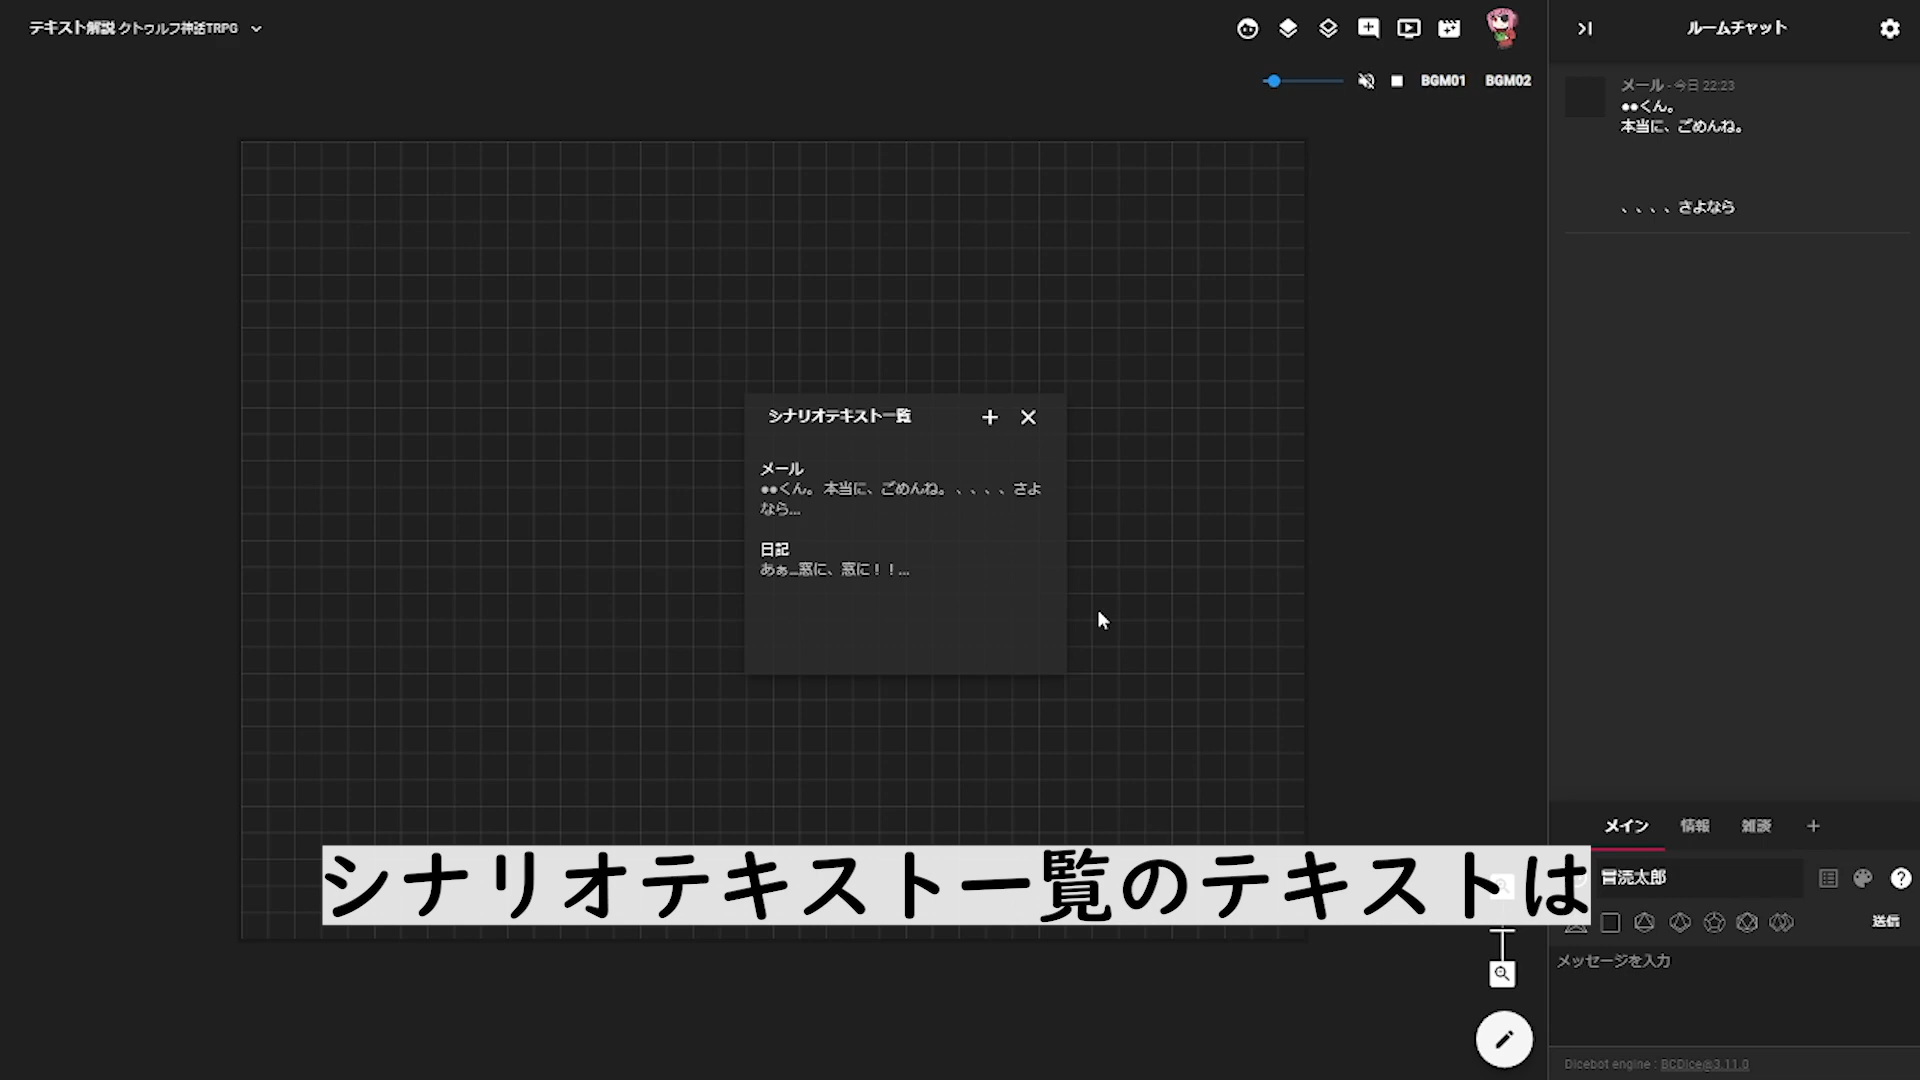 テキスト解説 クトゥルフ神話TRPG
BGM01 BGM02
ルームチャット
メール - 今日 22:23
●●くん。
本当に、ごめんね。
、、、、さよなら
シナリオテキスト一覧
メール
●●くん。 本当に、ごめんね。 、、、、さよ
なら...
日記
あぁ...窓に、窓に！！...
シナリオテキスト一覧のテキストは
メイン 情報 雑談 +
冒涜太郎
送信
メッセージを入力
Dicebot engine : BCDice@3.11.0